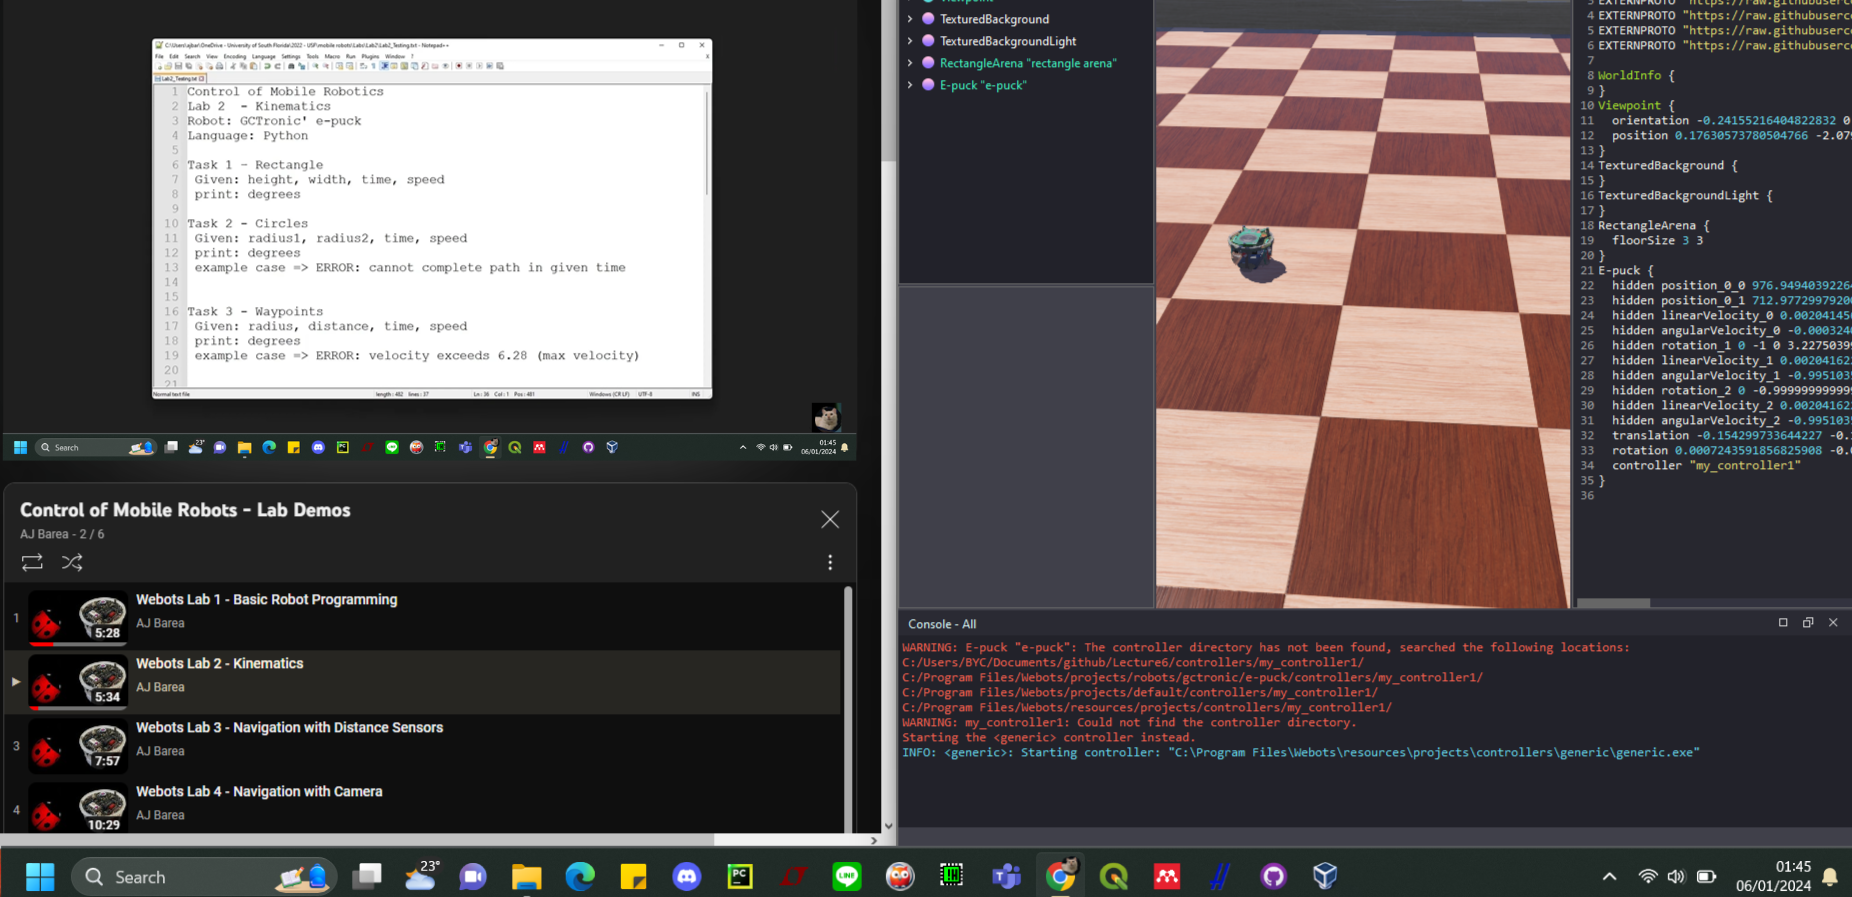 C:\Users\ajbar\OneDrive - University of South Florida\2022 - USF\mobile robots\Labs\Lab2\Lab2_Testing.txt - Notepad++
File Edit Search View Encoding Language Settings Tools Macro Run Plugins Window ?
Lab2_Testing.txt
1 Control of Mobile Robotics
2 Lab 2  - Kinematics
3 Robot: GCTronic' e-puck
4 Language: Python
5
6 Task 1 - Rectangle
7 Given: height, width, time, speed
8 print: degrees
9
10 Task 2 - Circles
11 Given: radius1, radius2, time, speed
12 print: degrees
13 example case => ERROR: cannot complete path in given time
14
15
16 Task 3 - Waypoints
17 Given: radius, distance, time, speed
18 print: degrees
19 example case => ERROR: velocity exceeds 6.28 (max velocity)
20
21
Normal text file length: 482 lines: 37 Ln: 36 Col: 1 Pos: 481 Windows (CR LF) UTF-8 INS
Search
23°
01:45
06/01/2024
Control of Mobile Robots - Lab Demos
AJ Barea - 2 / 6
1 Webots Lab 1 - Basic Robot Programming
AJ Barea
5:28
Webots Lab 2 - Kinematics
AJ Barea
5:34
3 Webots Lab 3 - Navigation with Distance Sensors
AJ Barea
7:57
4 Webots Lab 4 - Navigation with Camera
AJ Barea
10:29
Viewpoint
TexturedBackground
TexturedBackgroundLight
RectangleArena "rectangle arena"
E-puck "e-puck"
3 EXTERNPROTO "https://raw.githubuserc
4 EXTERNPROTO "https://raw.githubuserc
5 EXTERNPROTO "https://raw.githubuserc
6 EXTERNPROTO "https://raw.githubuserc
7
8 WorldInfo {
9 }
10 Viewpoint {
11 orientation -0.24155216404822832 0
12 position 0.17630573780504766 -2.079
13 }
14 TexturedBackground {
15 }
16 TexturedBackgroundLight {
17 }
18 RectangleArena {
19 floorSize 3 3
20 }
21 E-puck {
22 hidden position_0_0 976.9494039226
23 hidden position_0_1 712.9772997920
24 hidden linearVelocity_0 0.00204145
25 hidden angularVelocity_0 -0.000324
26 hidden rotation_1 0 -1 0 3.2275039
27 hidden linearVelocity_1 0.00204162
28 hidden angularVelocity_1 -0.995103
29 hidden rotation_2 0 -0.99999999999
30 hidden linearVelocity_2 0.00204162
31 hidden angularVelocity_2 -0.995103
32 translation -0.154299733644227 -0.
33 rotation 0.0007243591856825908 -0.
34 controller "my_controller1"
35 }
36
Console - All
WARNING: E-puck "e-puck": The controller directory has not been found, searched the following locations:
C:/Users/BYC/Documents/github/Lecture6/controllers/my_controller1/
C:/Program Files/Webots/projects/robots/gctronic/e-puck/controllers/my_controller1/
C:/Program Files/Webots/projects/default/controllers/my_controller1/
C:/Program Files/Webots/resources/projects/controllers/my_controller1/
WARNING: my_controller1: Could not find the controller directory.
Starting the <generic> controller instead.
INFO: <generic>: Starting controller: "C:\Program Files\Webots\resources\projects\controllers\generic\generic.exe"
Search
23°
PC
LINE
01:45
06/01/2024